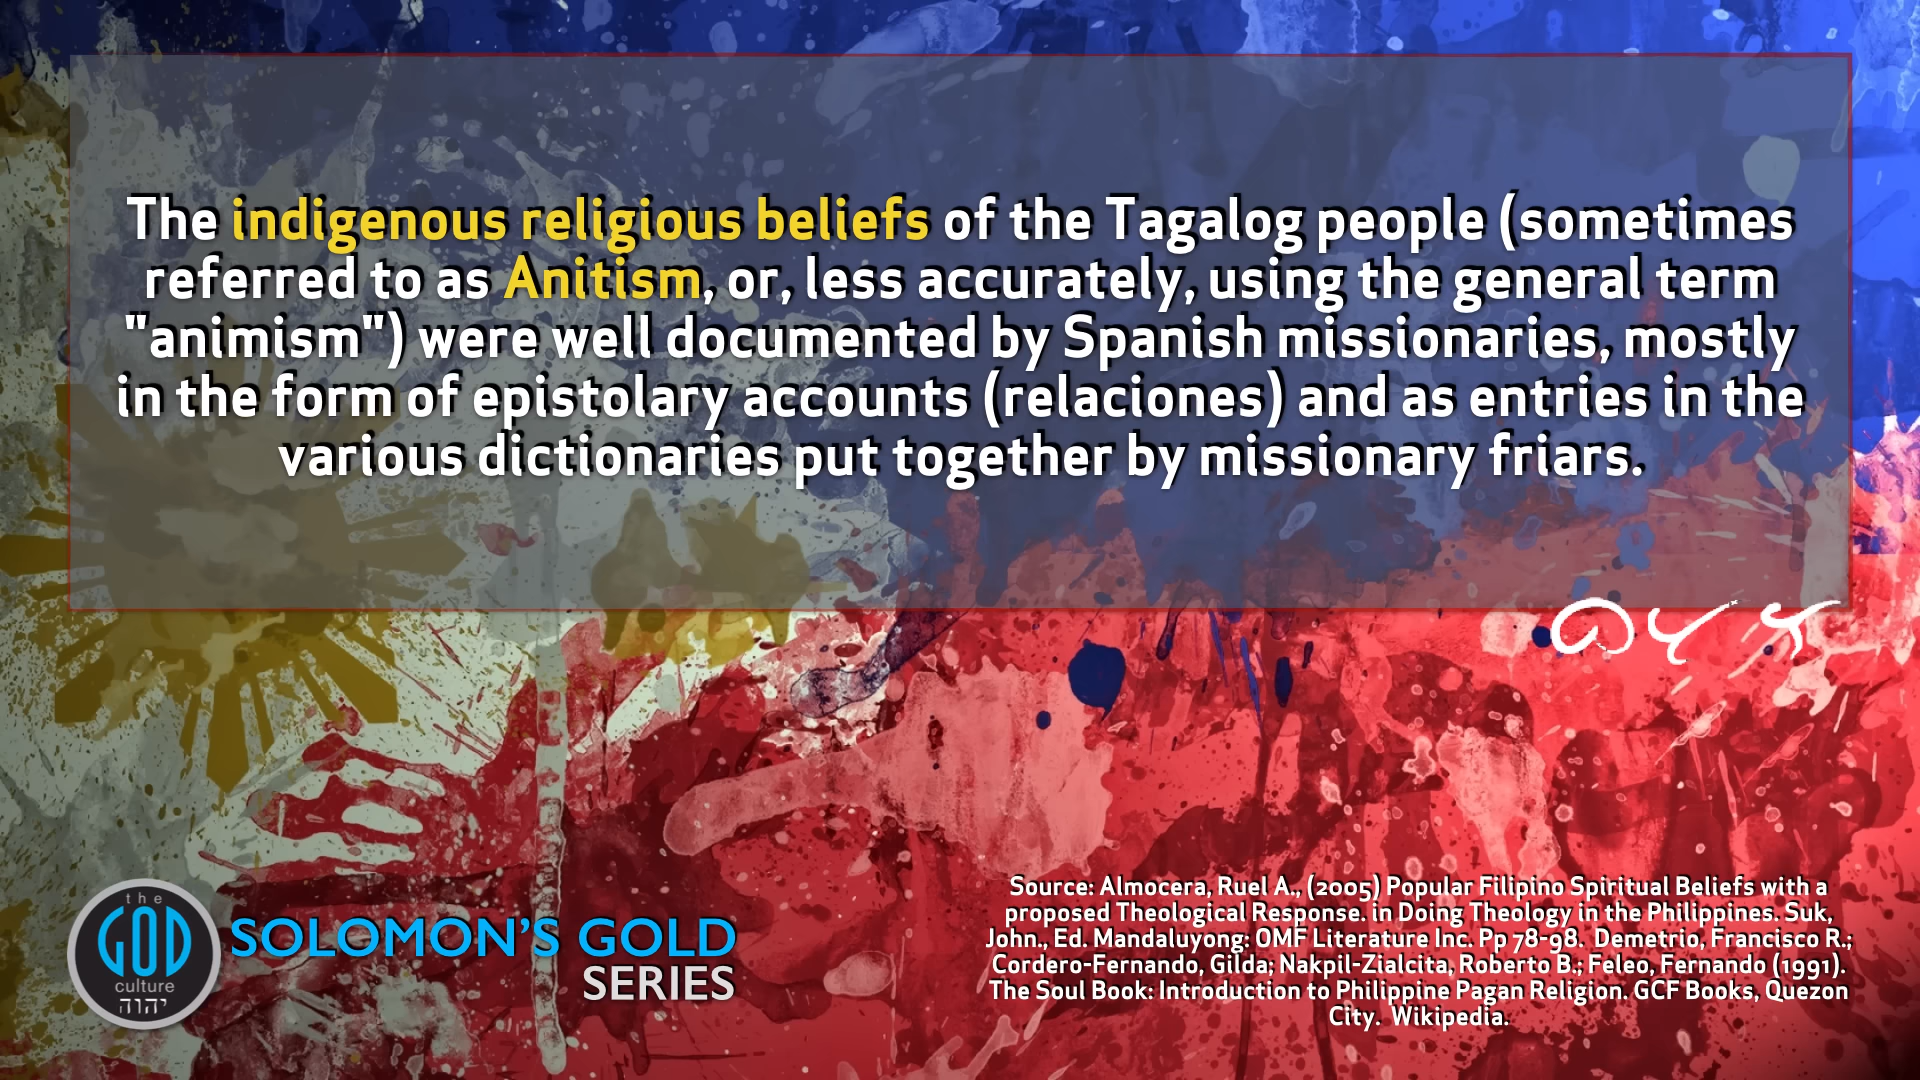 The indigenous religious beliefs of the Tagalog people (sometimes
referred to as Anitism, or, less accurately, using the general term
"animism") were well documented by Spanish missionaries, mostly
in the form of epistolary accounts (relaciones) and as entries in the
various dictionaries put together by missionary friars.
the
GOD
culture
יהוה
SOLOMON'S GOLD
SERIES
Source: Almocera, Ruel A., (2005) Popular Filipino Spiritual Beliefs with a
proposed Theological Response. in Doing Theology in the Philippines. Suk,
John., Ed. Mandaluyong: OMF Literature Inc. Pp 78-98. Demetrio, Francisco R.;
Cordero-Fernando, Gilda; Nakpil-Zialcita, Roberto B.; Feleo, Fernando (1991).
The Soul Book: Introduction to Philippine Pagan Religion. GCF Books, Quezon
City. Wikipedia.